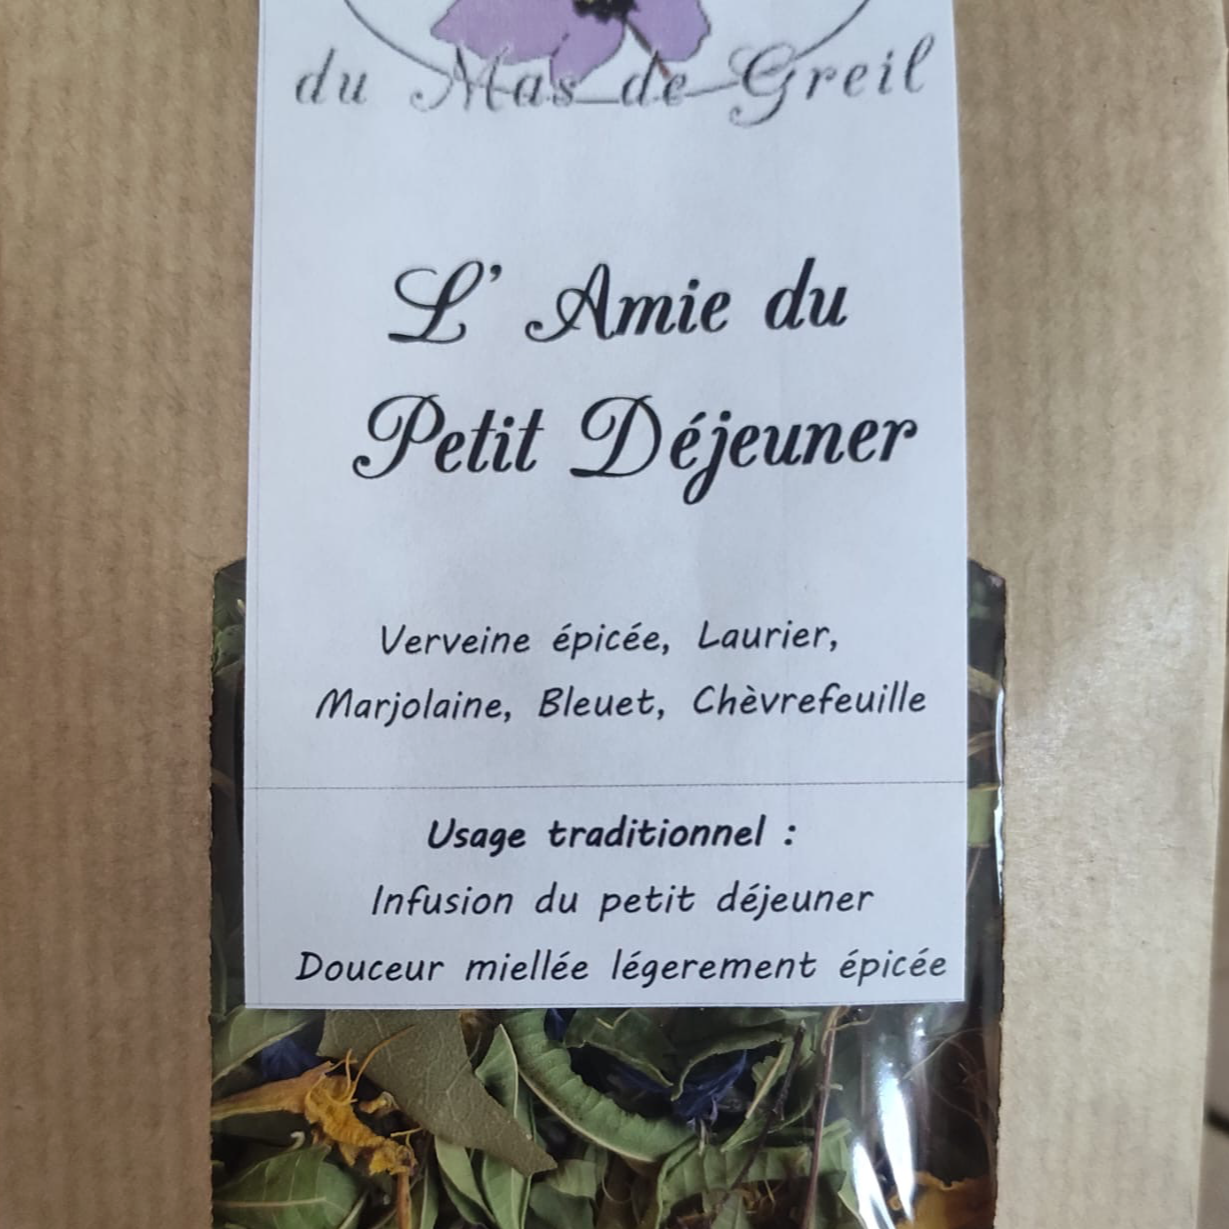 du Mas de Greil
L' Amie du
Petit Déjeuner
Verveine épicée, Laurier,
Marjolaine, Bleuet, Chèvrefeuille
Usage traditionnel :
Infusion du petit déjeuner
Douceur miellée légerement épicée